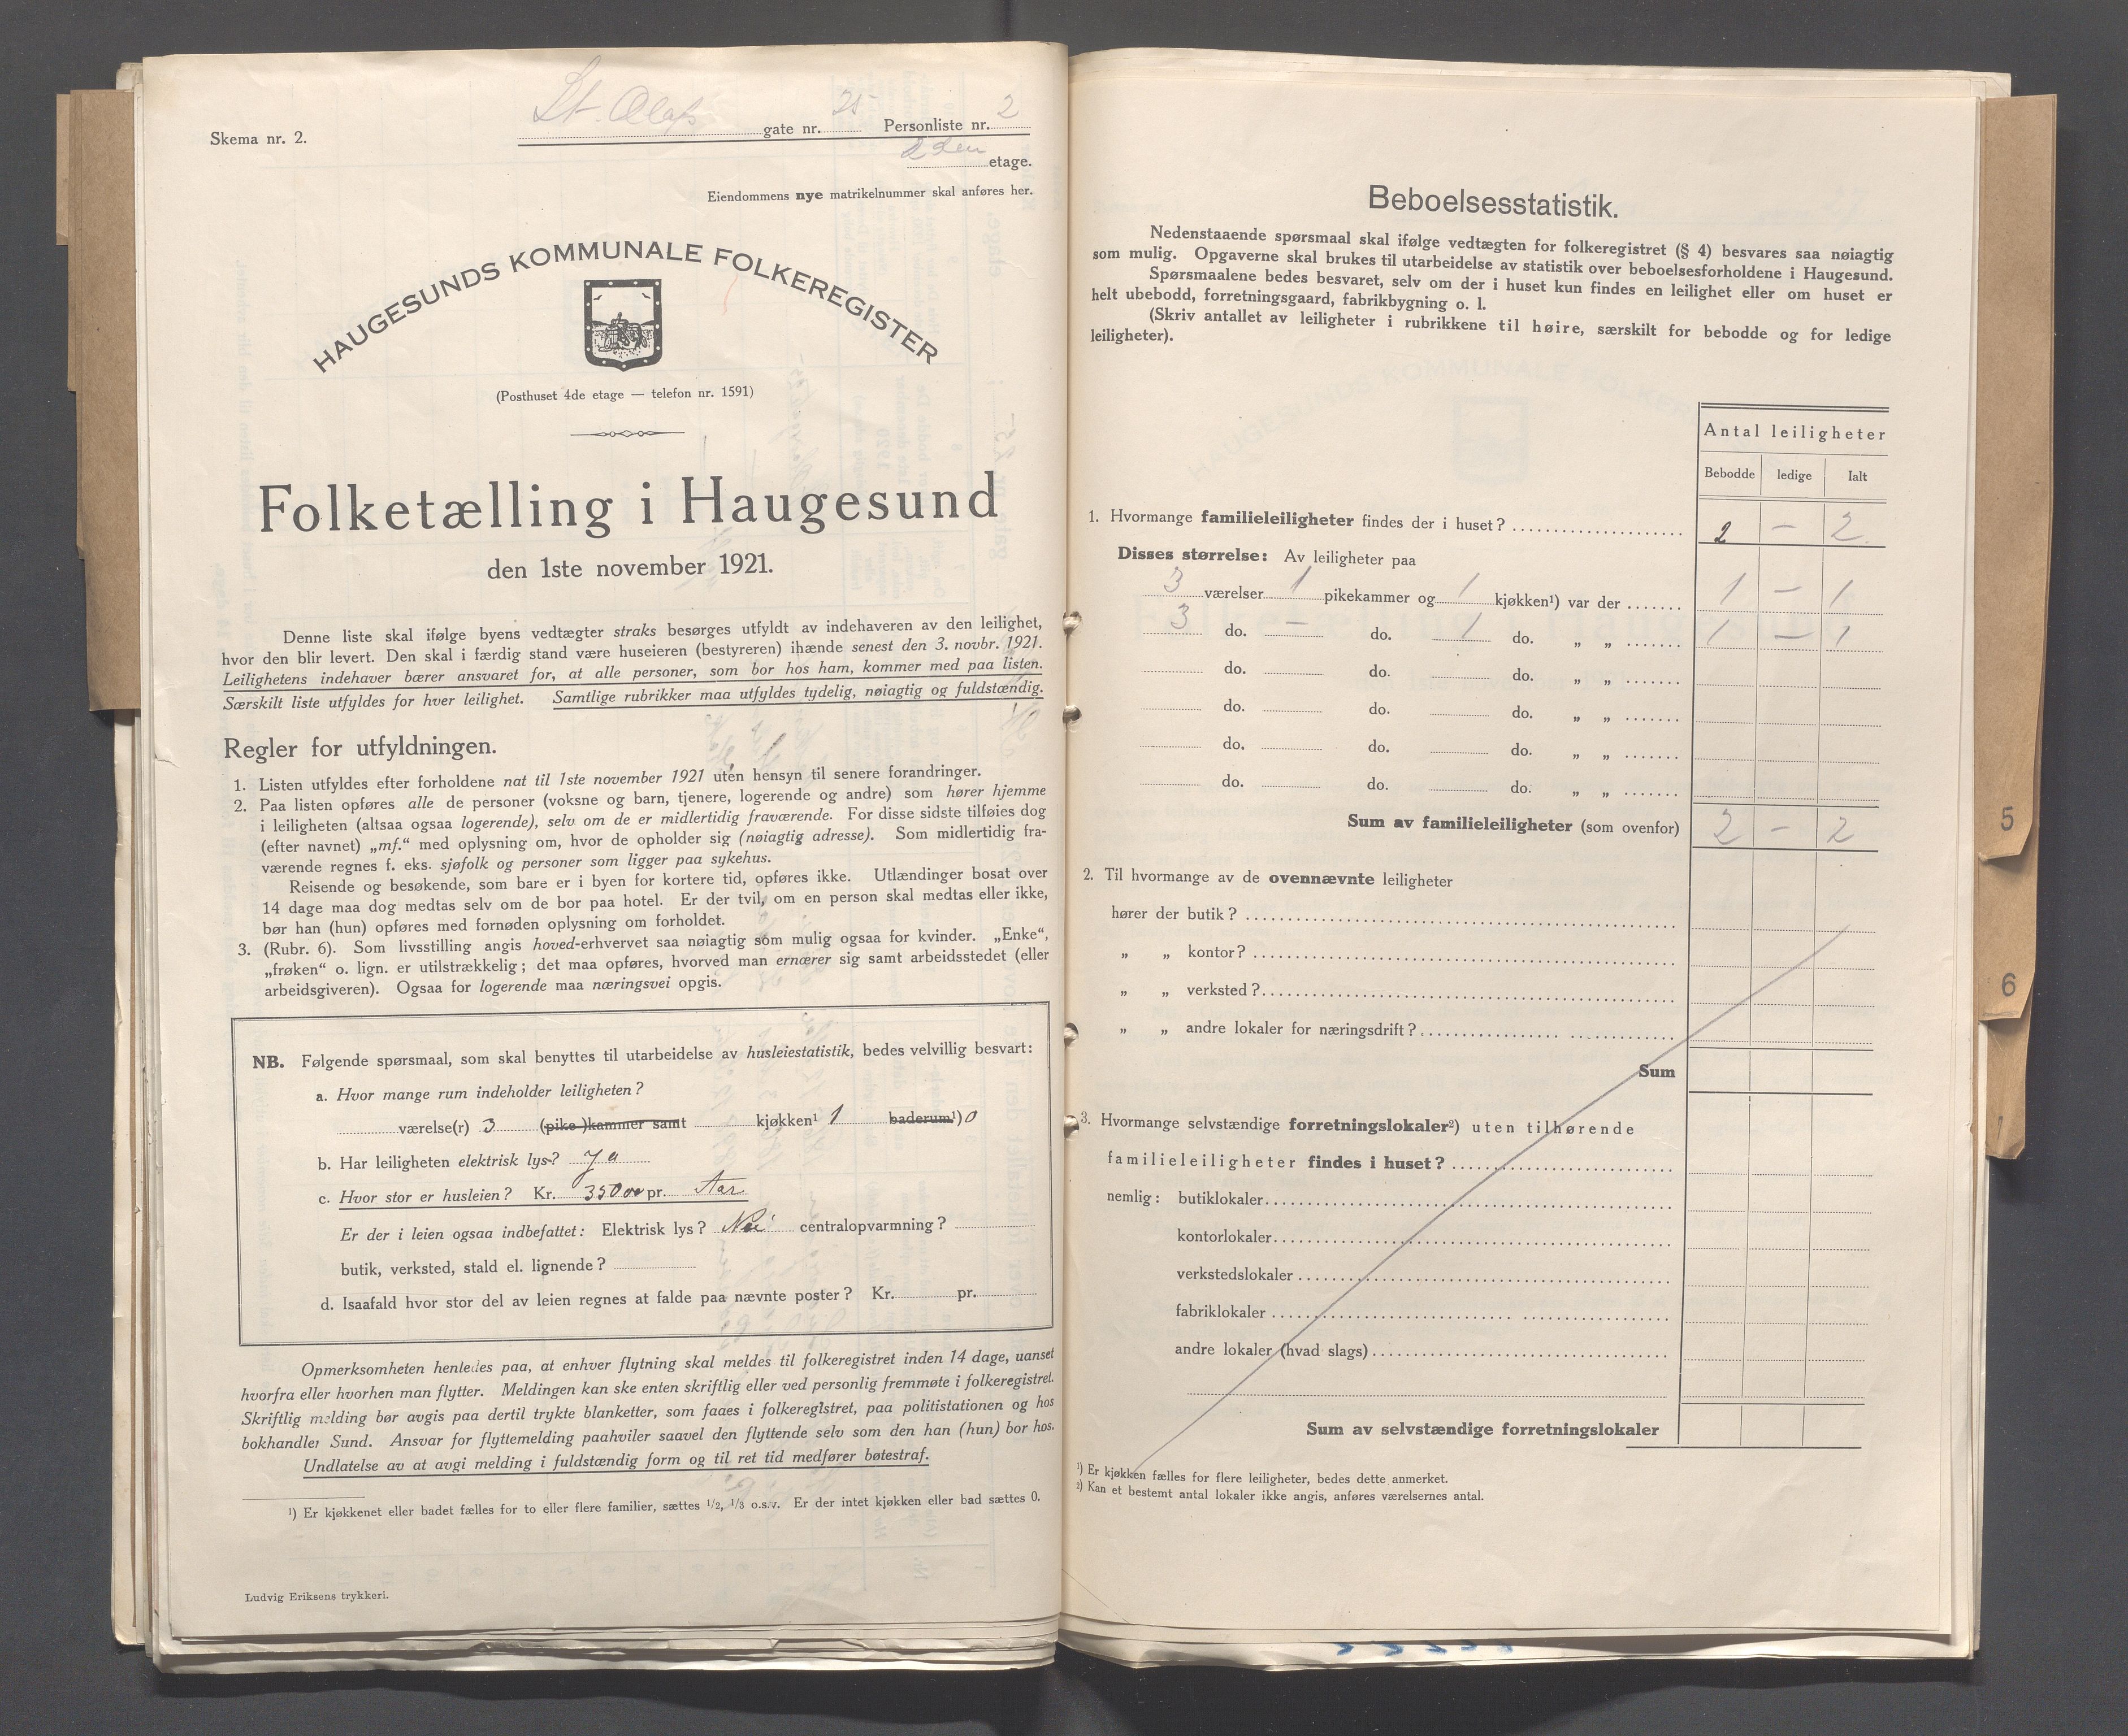 Skema nr. 2.
St. Olafs gate nr. 25 Personliste nr. 2
2den etage.
Eiendommens nye matrikelnummer skal anføres her.
HAUGESUNDS KOMMUNALE FOLKEREGISTER
(Posthuset 4de etage — telefon nr. 1591)
Folketælling i Haugesund
den 1ste november 1921.
Denne liste skal ifølge byens vedtægter straks besørges utfyldt av indehaveren av den leilighet,
hvor den blir levert. Den skal i færdig stand være huseieren (bestyreren) ihænde senest den 3. novbr. 1921.
Leilighetens indehaver bærer ansvaret for, at alle personer, som bor hos ham, kommer med paa listen.
Særskilt liste utfyldes for hver leilighet. Samtlige rubrikker maa utfyldes tydelig, nøiagtig og fuldstændig.
Regler for utfyldningen.
1. Listen utfyldes efter forholdene nat til 1ste november 1921 uten hensyn til senere forandringer.
2. Paa listen opføres alle de personer (voksne og barn, tjenere, logerende og andre) som hører hjemme
i leiligheten (altsaa ogsaa logerende), selv om de er midlertidig fraværende. For disse sidste tilføies dog
(efter navnet) „mf.“ med oplysning om, hvor de opholder sig (nøiagtig adresse). Som midlertidig fra-
værende regnes f. eks. sjøfolk og personer som ligger paa sykehus.
Reisende og besøkende, som bare er i byen for kortere tid, opføres ikke. Utlændinger bosat over
14 dage maa dog medtas selv om de bor paa hotel. Er der tvil, om en person skal medtas eller ikke,
bør han (hun) opføres med fornøden oplysning om forholdet.
3. (Rubr. 6). Som livsstilling angis hoved-erhvervet saa nøiagtig som mulig ogsaa for kvinder. „Enke“,
„frøken“ o. lign. er utilstrækkelig; det maa opføres, hvorved man ernærer sig samt arbeidsstedet (eller
arbeidsgiveren). Ogsaa for logerende maa næringsvei opgis.
NB. Følgende spørsmaal, som skal benyttes til utarbeidelse av husleiestatistik, bedes velvillig besvart:
a. Hvor mange rum indeholder leiligheten?
værelse(r) 3 (pike-)kammer samt kjøkken¹ 1 baderum¹) 0
b. Har leiligheten elektrisk lys? Ja
c. Hvor stor er husleien? Kr. 350 00 pr. Aar
Er der i leien ogsaa indbefattet: Elektrisk lys? Nei centralopvarmning?
butik, verksted, stald el. lignende?
d. Isaafald hvor stor del av leien regnes at falde paa nævnte poster? Kr. pr.
Opmerksomheten henledes paa, at enhver flytning skal meldes til folkeregistret inden 14 dage, uanset
hvorfra eller hvorhen man flytter. Meldingen kan ske enten skriftlig eller ved personlig fremmøte i folkeregistret.
Skriftlig melding bør avgis paa dertil trykte blanketter, som faaes i folkeregistret, paa politistationen og hos
bokhandler Sund. Ansvar for flyttemelding paahviler saavel den flyttende selv som den han (hun) bor hos.
Undlatelse av at avgi melding i fuldstændig form og til ret tid medfører bøtestraf.
¹) Er kjøkkenet eller badet fælles for to eller flere familier, sættes 1/2, 1/3 o.s.v. Er der intet kjøkken eller bad sættes 0.
Ludvig Eriksens trykkeri.
Beboelsesstatistik.
Nedenstaaende spørsmaal skal ifølge vedtægten for folkeregistret (§ 4) besvares saa nøiagtig
som mulig. Opgaverne skal brukes til utarbeidelse av statistik over beboelsesforholdene i Haugesund.
Spørsmaalene bedes besvaret, selv om der i huset kun findes en leilighet eller om huset er
helt ubebodd, forretningsgaard, fabrikbygning o. l.
(Skriv antallet av leiligheter i rubrikkene til høire, særskilt for bebodde og for ledige
leiligheter).
Antal leiligheter
Bebodde ledige Ialt
1. Hvormange familieleiligheter findes der i huset? 2 — 2
Disses størrelse: Av leiligheter paa
3 værelser 1 pikekammer og 1 kjøkken¹) var der 1 — 1
3 do. — do. 1 do. „ „ 1 — 1
do. do. do. „ „
do. do. do. „ „
do. do. do. „ „
do. do. do. „ „
Sum av familieleiligheter (som ovenfor) 2 — 2
2. Til hvormange av de ovennævnte leiligheter
hører der butik?
„ „ kontor?
„ „ verksted?
„ „ andre lokaler for næringsdrift?
Sum
3. Hvormange selvstændige forretningslokaler²) uten tilhørende
familieleiligheter findes i huset?
nemlig: butiklokaler
kontorlokaler
verkstedslokaler
fabriklokaler
andre lokaler (hvad slags)
Sum av selvstændige forretningslokaler
¹) Er kjøkken fælles for flere leiligheter, bedes dette anmerket.
²) Kan et bestemt antal lokaler ikke angis, anføres værelsernes antal.
5
6